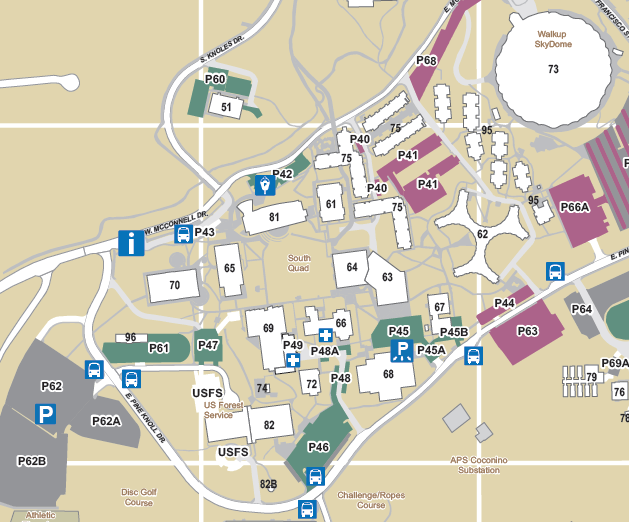 E. MC
FRANCISCO S
Walkup
SkyDome
S. KNOLES DR.
P68
73
P60
51
75
95
P40
P41
75
P42
P41
P40
61
75
95
P66A
81
W. MCCONNELL DR.
P43
i
62
South
Quad
65
64
63
E. PIN
70
67
P44
P64
69
66
P45
P45B
P63
96
P61
P47
P49
P48A
P45A
P
P69A
68
P62
P48
72
79
74
76
USFS
US Forest
Service
P
P62A
E. PINE KNOLL DR.
82
P46
P62B
USFS
APS Coconino
Substation
82B
Disc Golf
Course
Challenge/Ropes
Course
Athletic